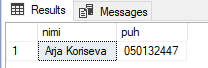 Results Messages
nimi puh
1 Arja Koriseva 050132447